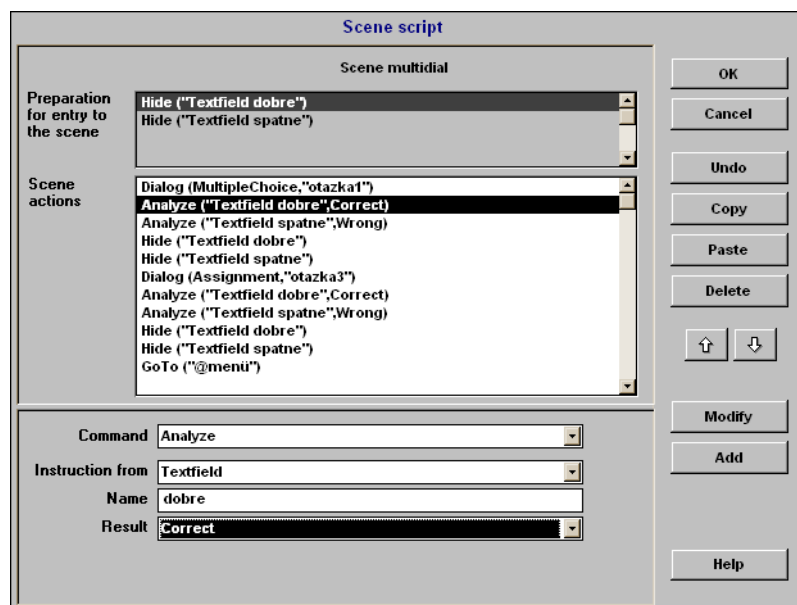 Scene script
Scene multidial
Preparation
for entry to
the scene
Hide ("Textfield dobre")
Hide ("Textfield spatne")
Scene
actions
Dialog (MultipleChoice,"otazka1")
Analyze ("Textfield dobre",Correct)
Analyze ("Textfield spatne",Wrong)
Hide ("Textfield dobre")
Hide ("Textfield spatne")
Dialog (Assignment,"otazka3")
Analyze ("Textfield dobre",Correct)
Analyze ("Textfield spatne",Wrong)
Hide ("Textfield dobre")
Hide ("Textfield spatne")
GoTo ("@menü")
Command Analyze
Instruction from Textfield
Name dobre
Result Correct
OK
Cancel
Undo
Copy
Paste
Delete
Modify
Add
Help